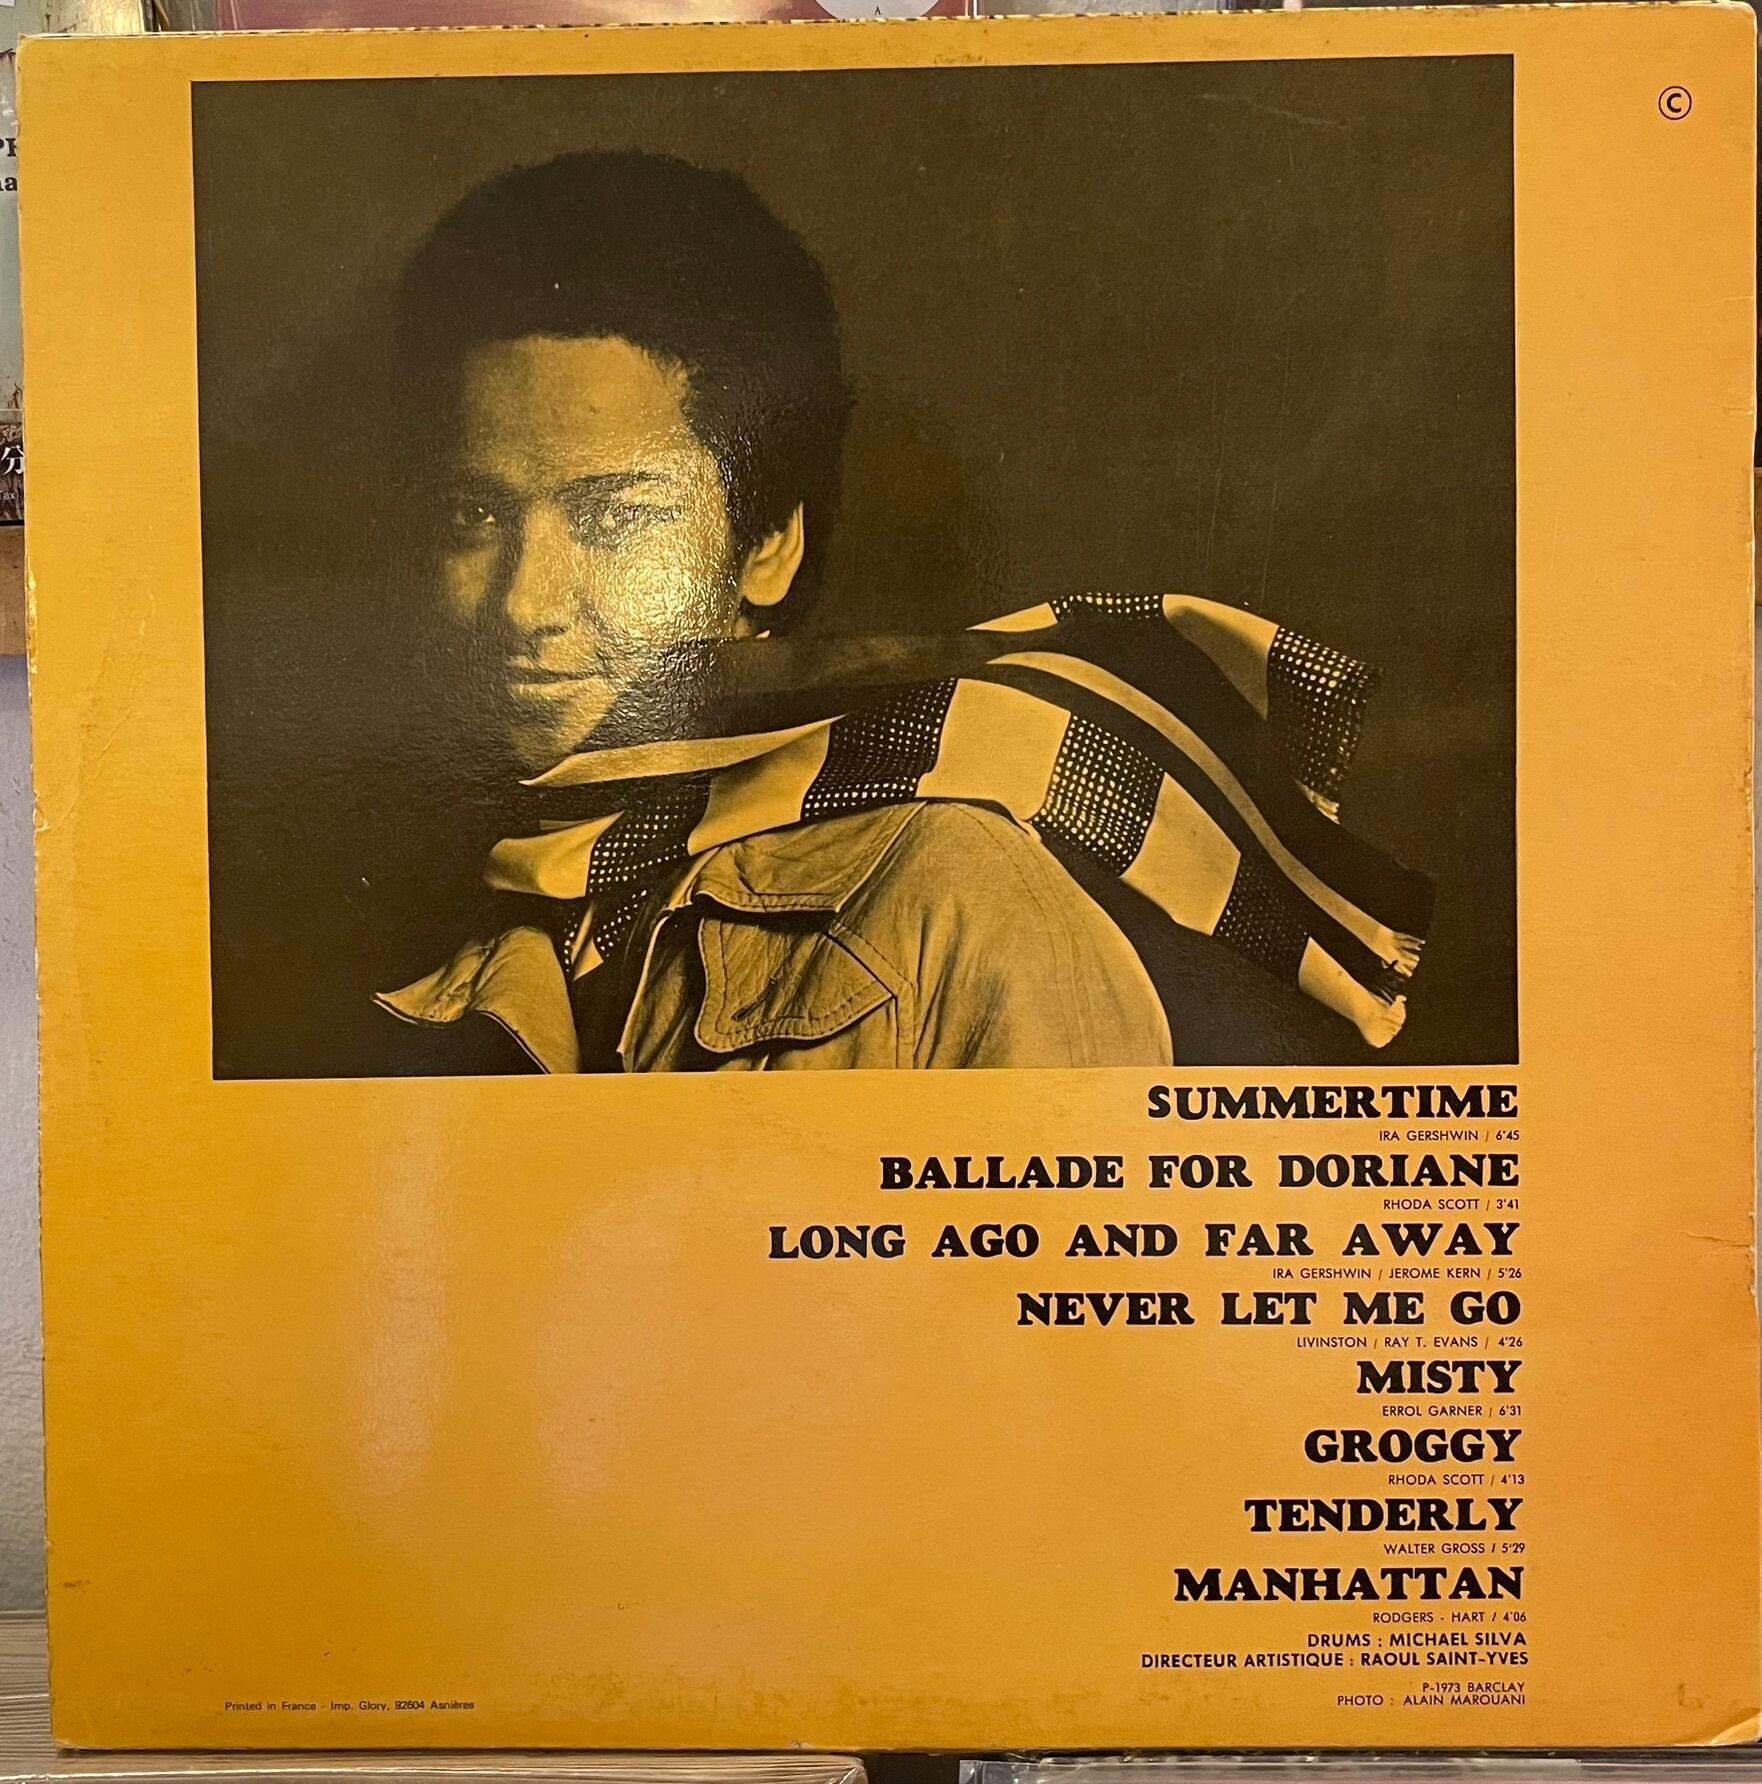 A
©
分
Tax
SUMMERTIME
IRA GERSHWIN / 6'45
BALLADE FOR DORIANE
RHODA SCOTT / 3'41
LONG AGO AND FAR AWAY
IRA GERSHWIN / JEROME KERN / 5'26
NEVER LET ME GO
LIVINSTON / RAY T. EVANS / 4'26
MISTY
ERROL GARNER / 6'31
GROGGY
RHODA SCOTT / 4'13
TENDERLY
WALTER GROSS / 5'29
MANHATTAN
RODGERS - HART / 4'06
DRUMS : MICHAEL SILVA
DIRECTEUR ARTISTIQUE : RAOUL SAINT-YVES
P-1973 BARCLAY
PHOTO : ALAIN MAROUANI
Printed in France - Imp. Glory, 92604 Asnières